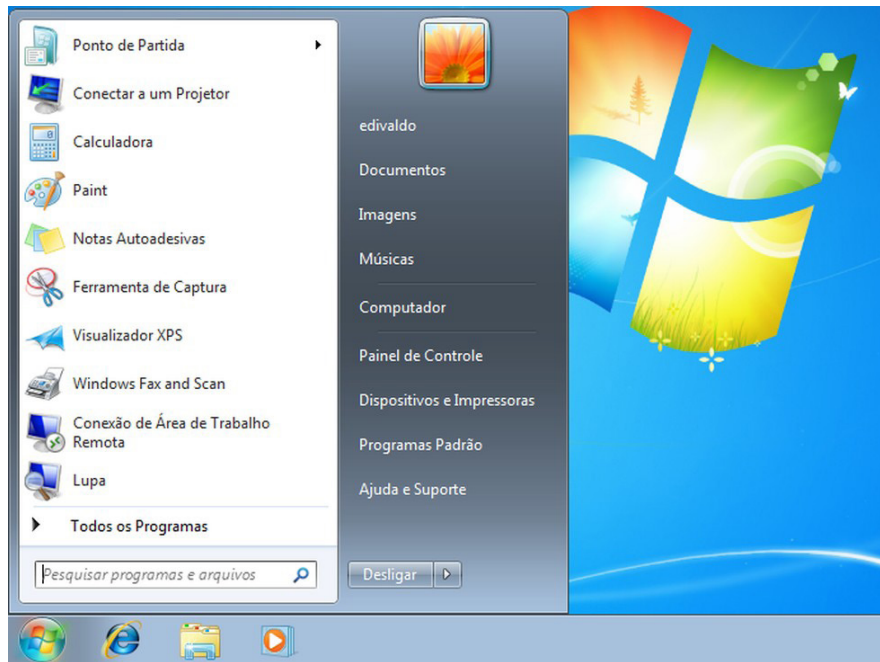 Ponto de Partida
Conectar a um Projetor
Calculadora
Paint
Notas Autoadesivas
Ferramenta de Captura
Visualizador XPS
Windows Fax and Scan
Conexão de Área de Trabalho
Remota
Lupa
Todos os Programas
Pesquisar programas e arquivos
edivaldo
Documentos
Imagens
Músicas
Computador
Painel de Controle
Dispositivos e Impressoras
Programas Padrão
Ajuda e Suporte
Desligar